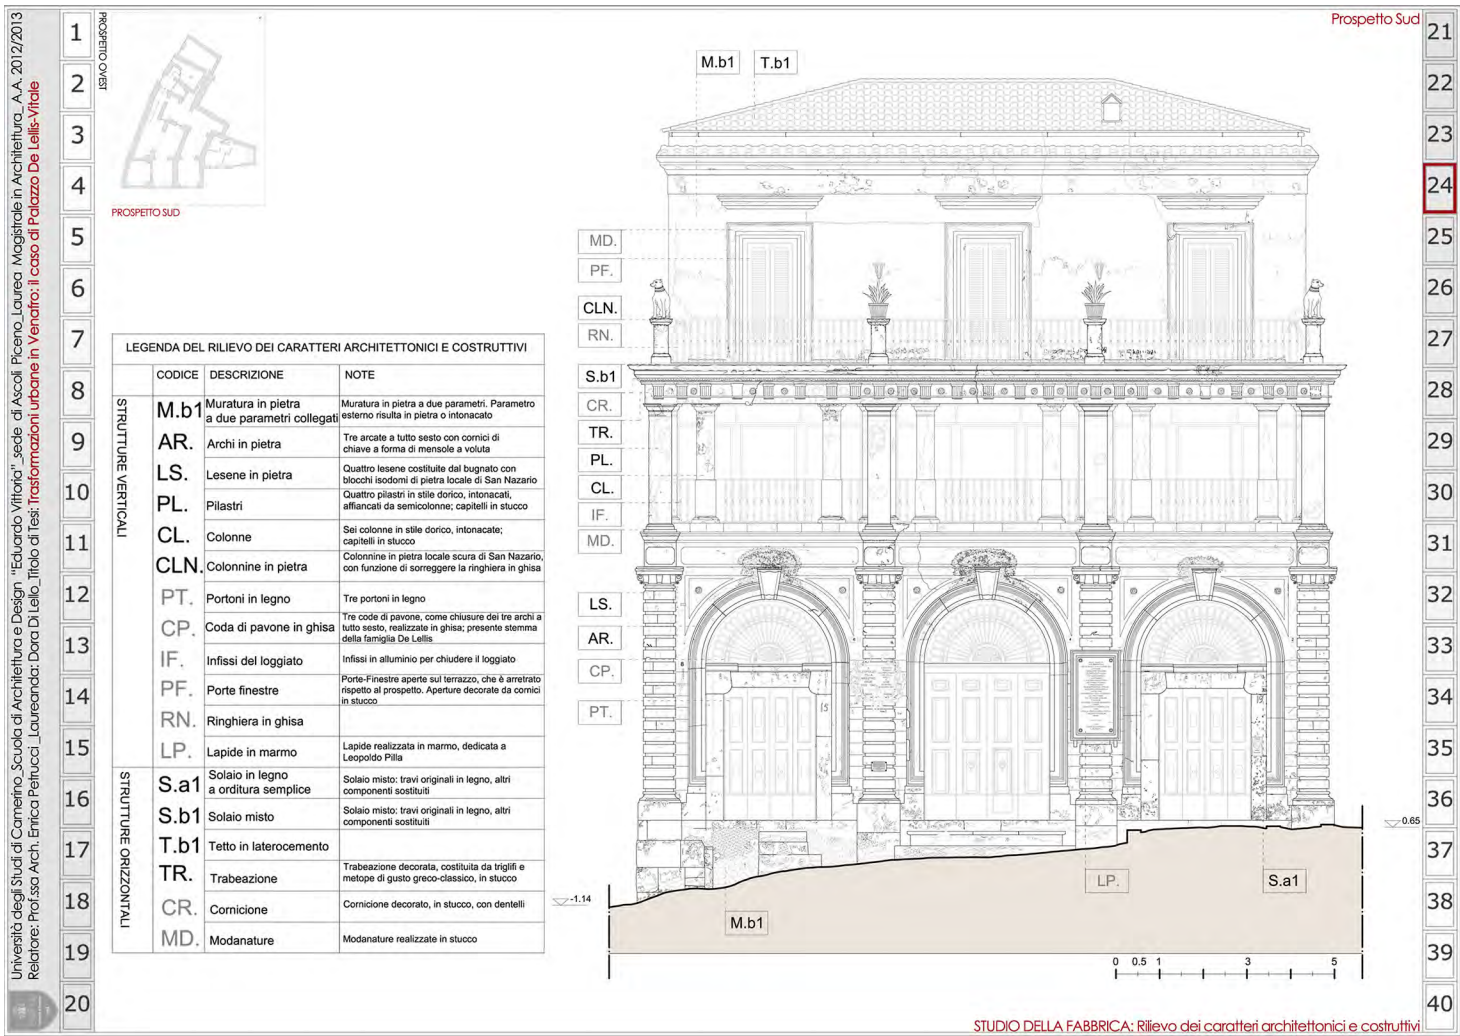 Università degli Studi di Camerino_Scuola di Architettura e Design "Eduardo Vittoria"_sede di Ascoli Piceno_Laurea Magistrale in Architettura_ A.A. 2012/2013
Relatore: Prof.ssa Arch. Enrica Petrucci _Laureanda: Dora Di Lello_Titolo di Tesi: Trasformazioni urbane in Venafro: il caso di Palazzo De Lellis-Vitale
1
2
3
4
5
6
7
8
9
10
11
12
13
14
15
16
17
18
19
20
PROSPETTO OVEST
PROSPETTO SUD
LEGENDA DEL RILIEVO DEI CARATTERI ARCHITETTONICI E COSTRUTTIVI
CODICE DESCRIZIONE NOTE
STRUTTURE VERTICALI
M.b1 Muratura in pietra
a due parametri collegati
Muratura in pietra a due parametri. Parametro
esterno risulta in pietra o intonacato
AR. Archi in pietra
Tre arcate a tutto sesto con cornici di
chiave a forma di mensole a voluta
LS. Lesene in pietra
Quattro lesene costituite dal bugnato con
blocchi isodomi di pietra locale di San Nazario
PL. Pilastri
Quattro pilastri in stile dorico, intonacati,
affiancati da semicolonne; capitelli in stucco
CL. Colonne
Sei colonne in stile dorico, intonacate;
capitelli in stucco
CLN. Colonnine in pietra
Colonnine in pietra locale scura di San Nazario,
con funzione di sorreggere la ringhiera in ghisa
PT. Portoni in legno
Tre portoni in legno
CP. Coda di pavone in ghisa
Tre code di pavone, come chiusure dei tre archi a
tutto sesto, realizzate in ghisa; presente stemma
della famiglia De Lellis
IF. Infissi del loggiato
Infissi in alluminio per chiudere il loggiato
PF. Porte finestre
Porte-Finestre aperte sul terrazzo, che è arretrato
rispetto al prospetto. Aperture decorate da cornici
in stucco
RN. Ringhiera in ghisa
LP. Lapide in marmo
Lapide realizzata in marmo, dedicata a
Leopoldo Pilla
STRUTTURE ORIZZONTALI
S.a1 Solaio in legno
a orditura semplice
Solaio misto: travi originali in legno, altri
componenti sostituiti
S.b1 Solaio misto
Solaio misto: travi originali in legno, altri
componenti sostituiti
T.b1 Tetto in laterocemento
TR. Trabeazione
Trabeazione decorata, costituita da triglifi e
metope di gusto greco-classico, in stucco
CR. Cornicione
Cornicione decorato, in stucco, con dentelli
MD. Modanature
Modanature realizzate in stucco
M.b1 T.b1
MD.
PF.
CLN.
RN.
S.b1
CR.
TR.
PL.
CL.
IF.
MD.
LS.
AR.
CP.
PT.
LP.
S.a1
M.b1
-1.14
0.65
0 0.5 1 3 5
Prospetto Sud
21
22
23
24
25
26
27
28
29
30
31
32
33
34
35
36
37
38
39
40
STUDIO DELLA FABBRICA: Rilievo dei caratteri architettonici e costruttivi